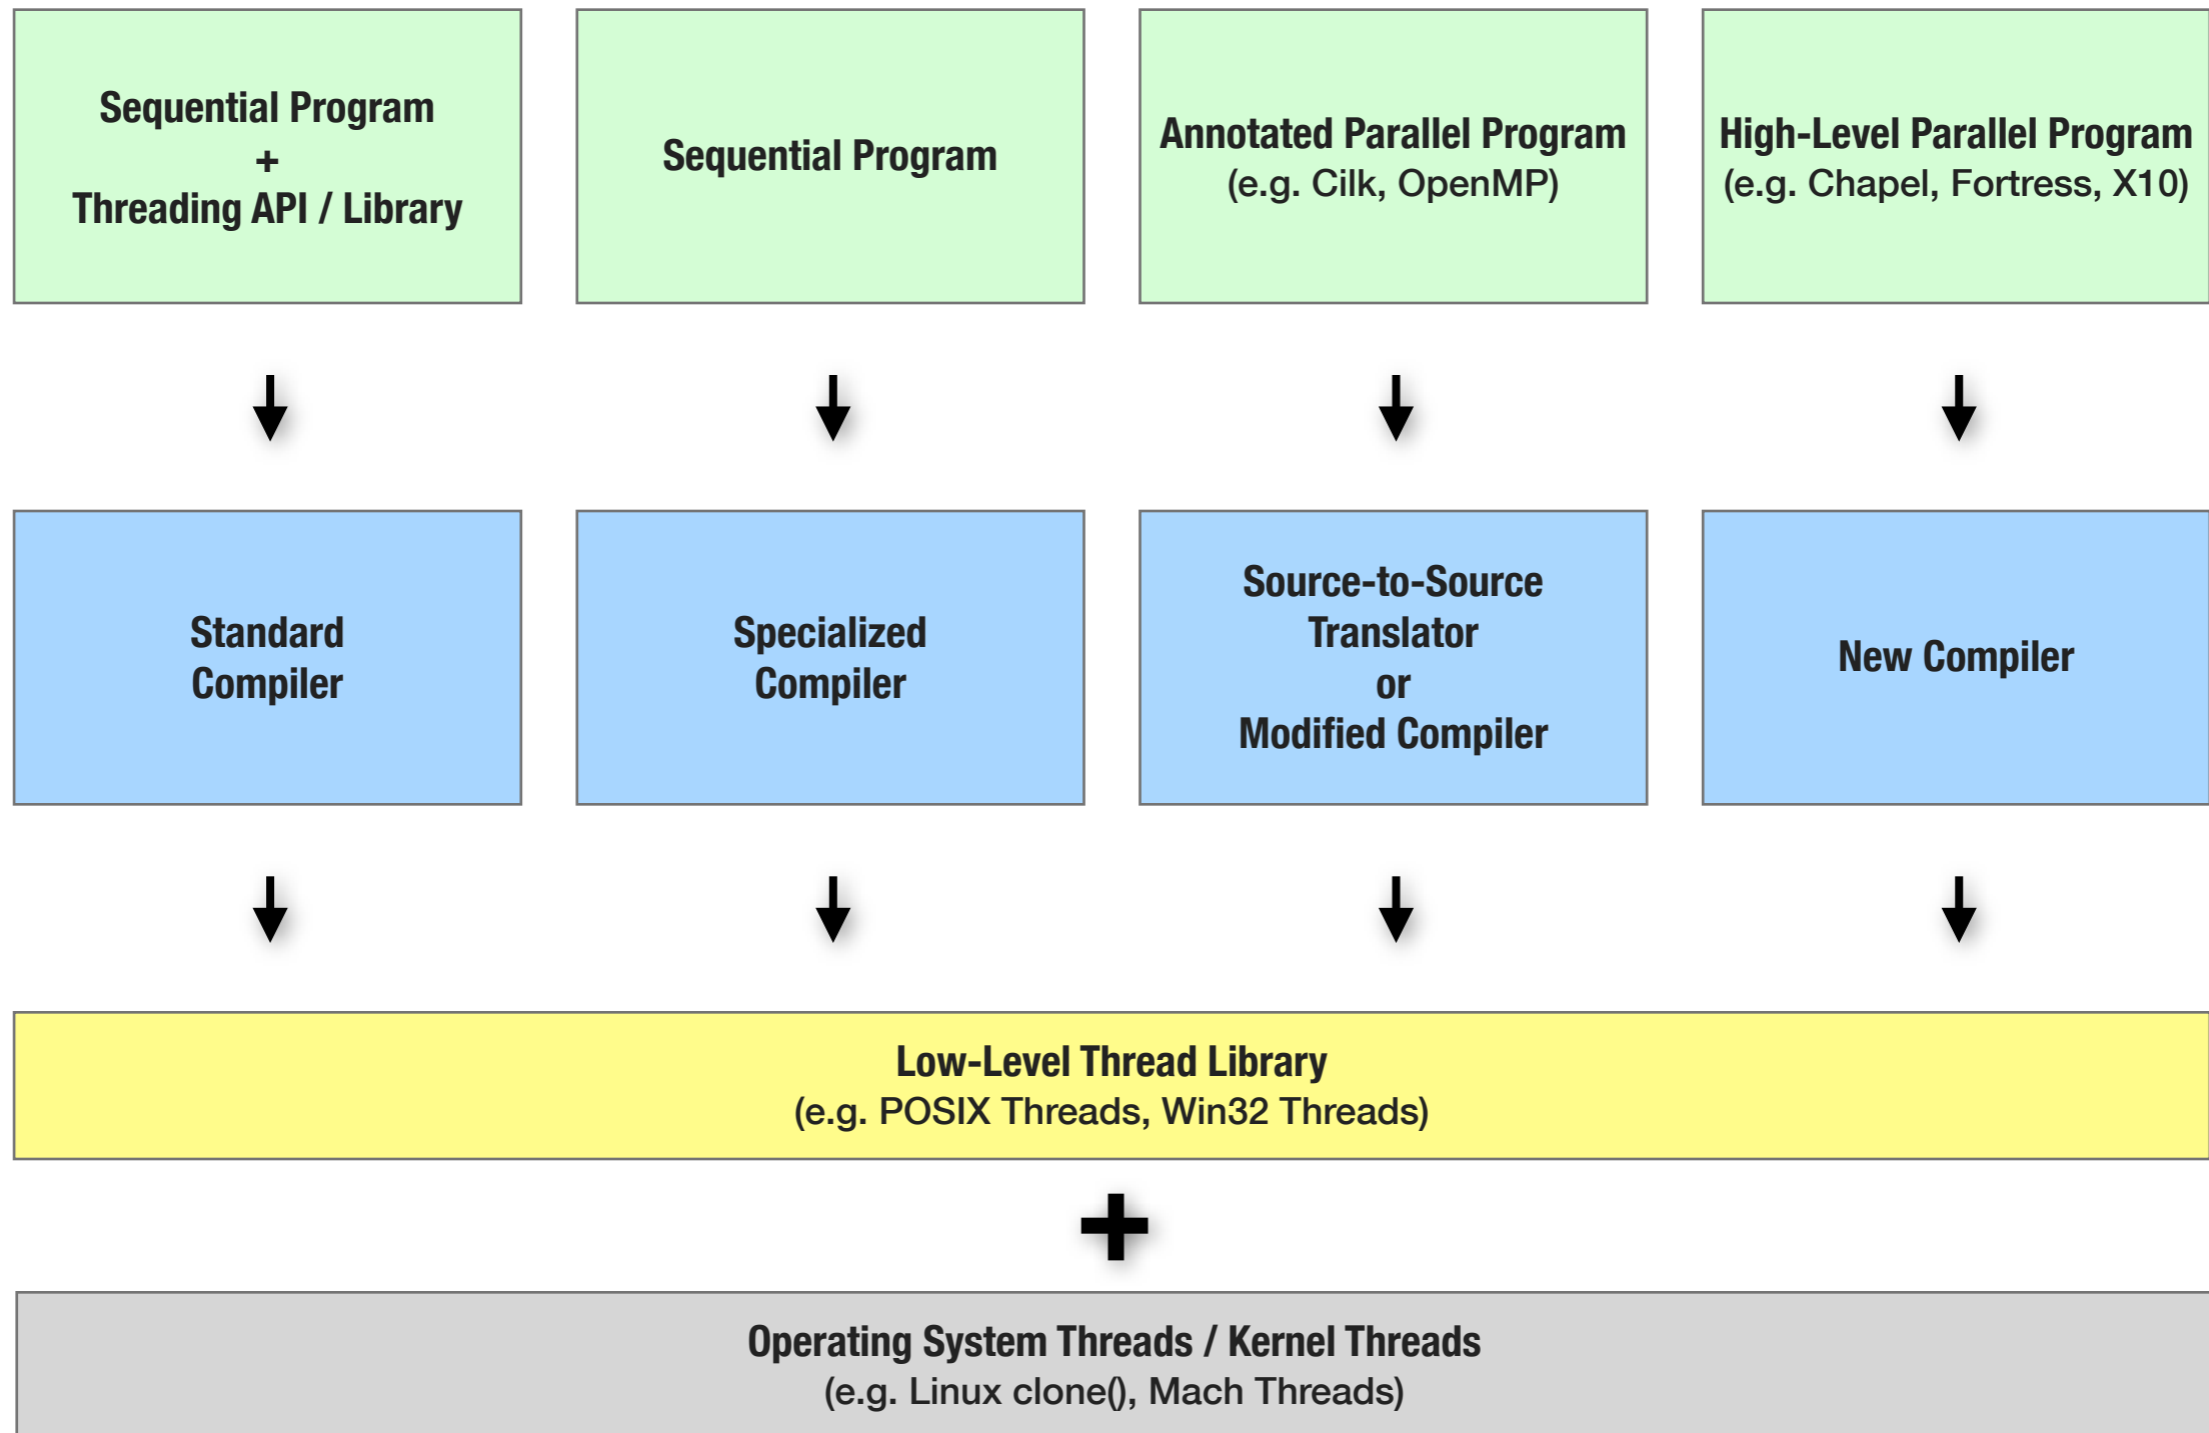 Sequential Program
+
Threading API / Library
Sequential Program
Annotated Parallel Program
(e.g. Cilk, OpenMP)
High-Level Parallel Program
(e.g. Chapel, Fortress, X10)
Standard
Compiler
Specialized
Compiler
Source-to-Source
Translator
or
Modified Compiler
New Compiler
Low-Level Thread Library
(e.g. POSIX Threads, Win32 Threads)
+
Operating System Threads / Kernel Threads
(e.g. Linux clone(), Mach Threads)